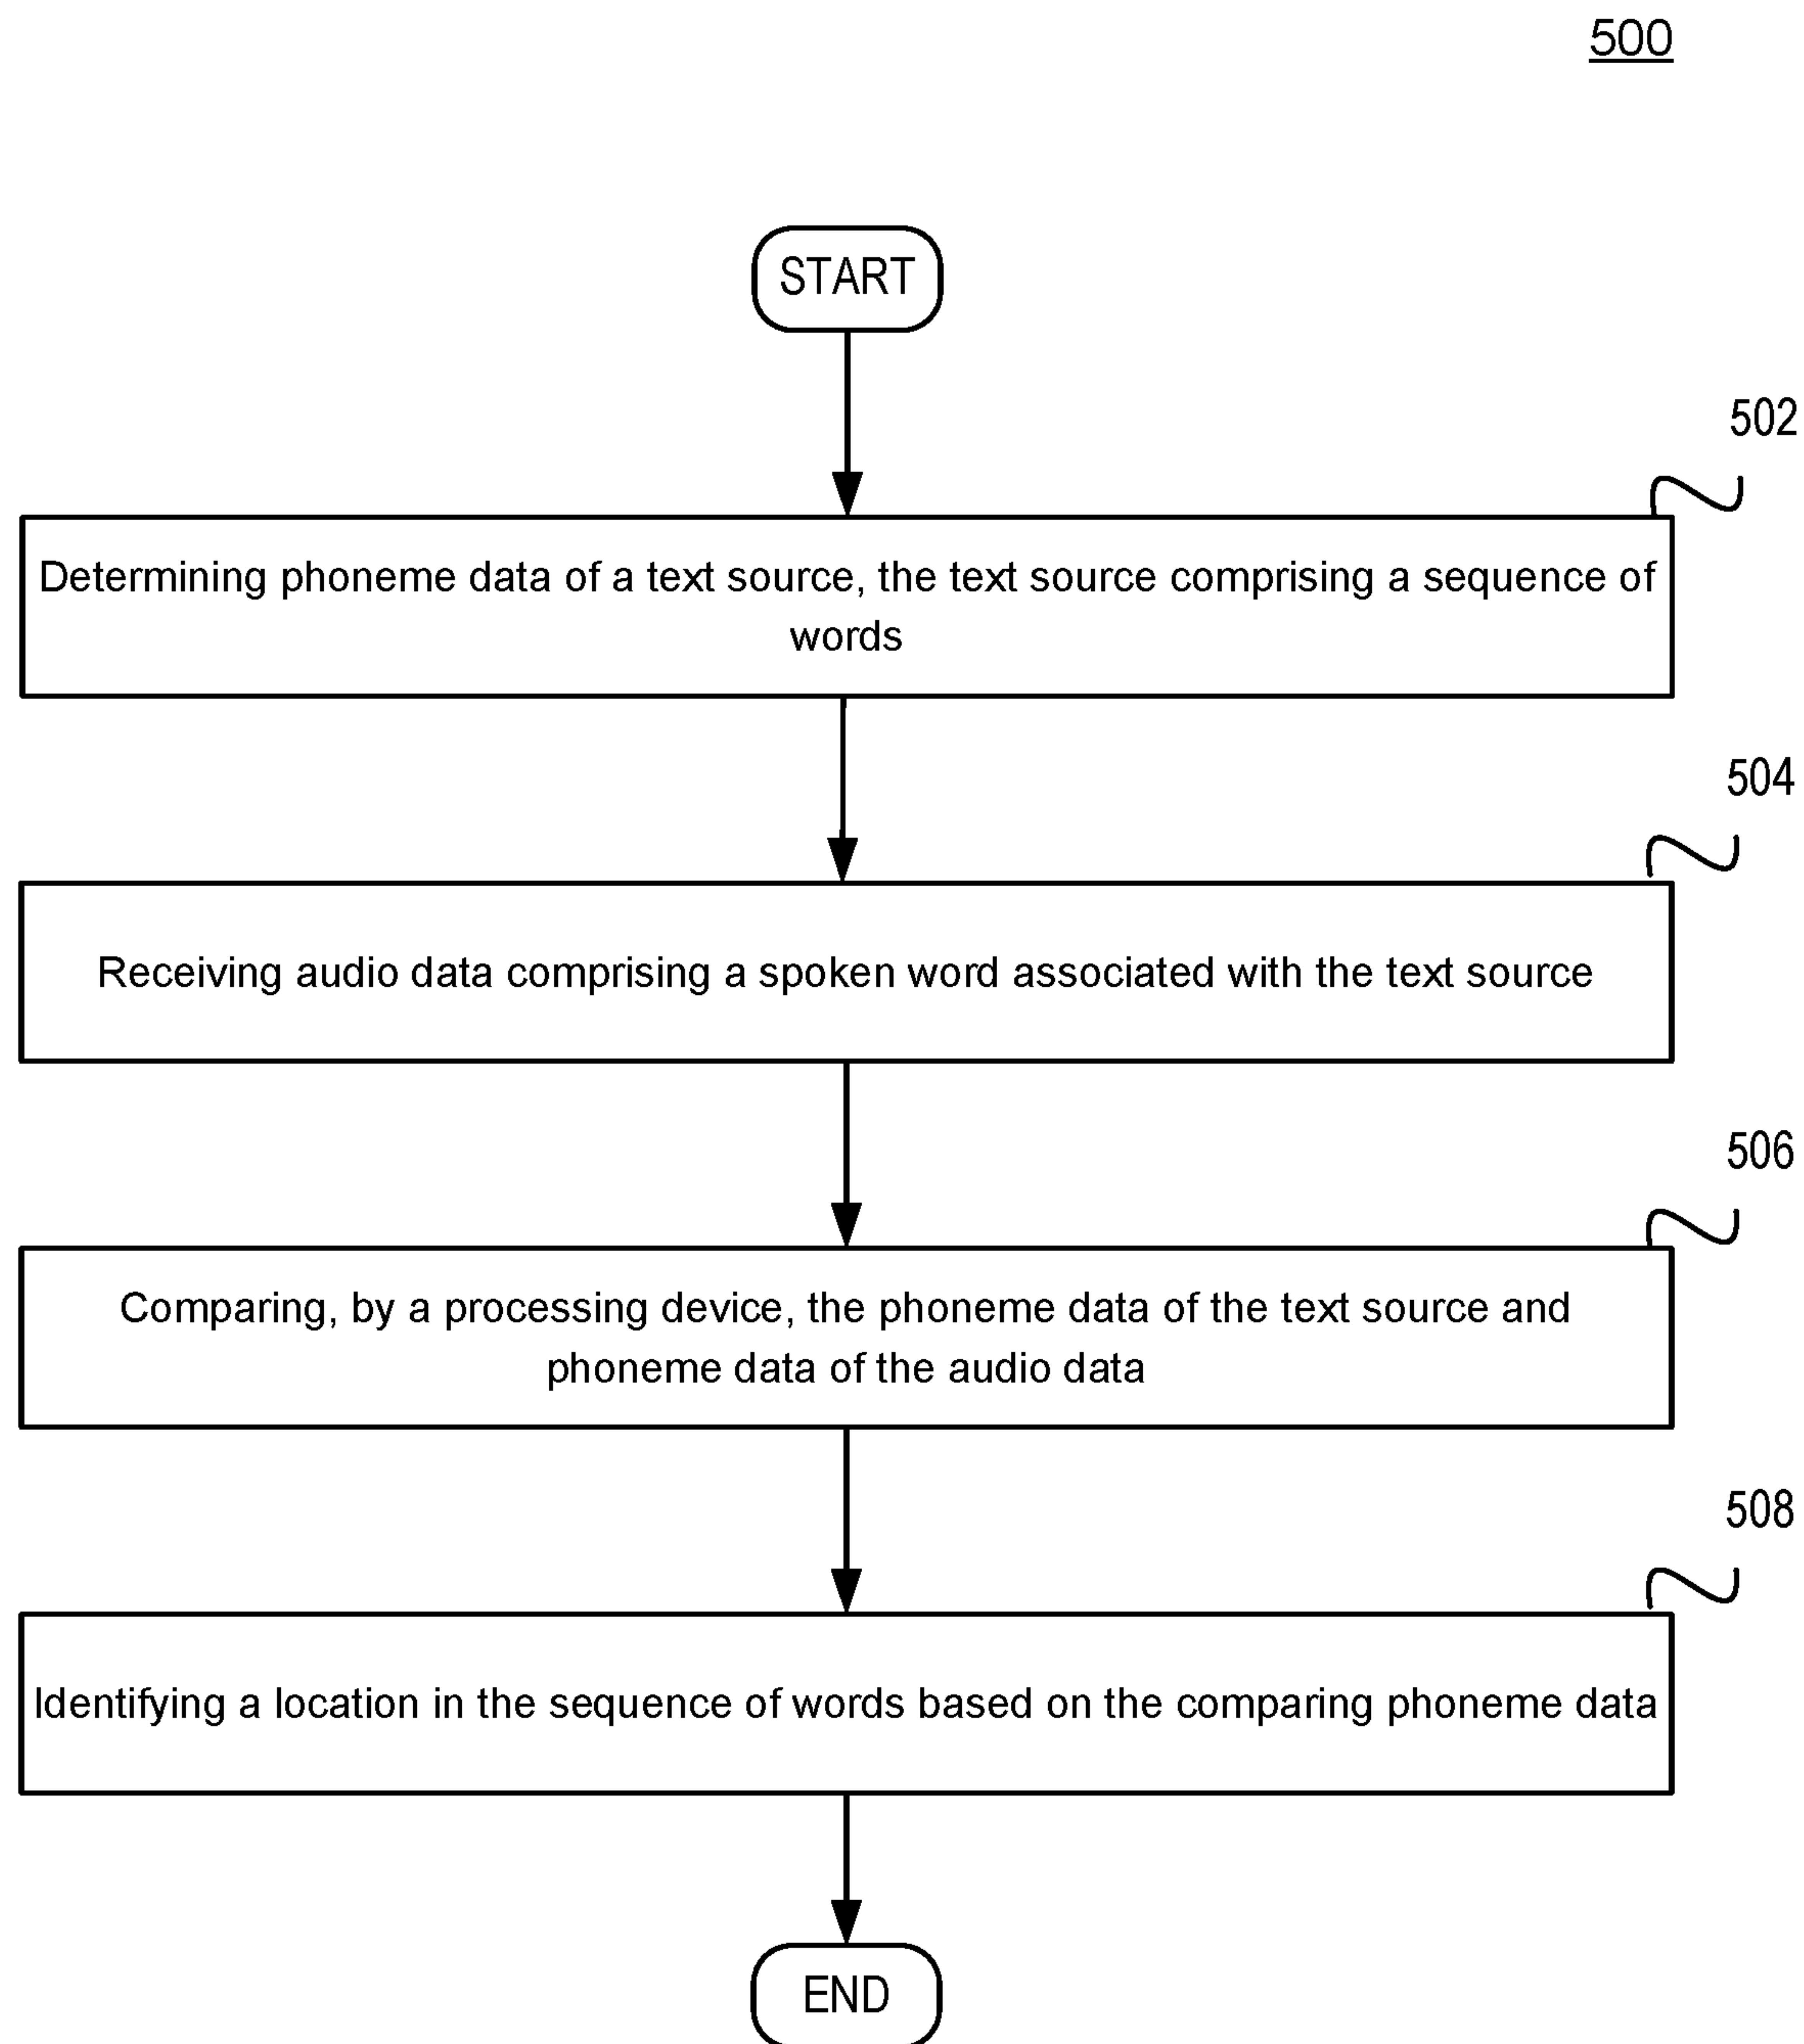 500
START
502
Determining phoneme data of a text source, the text source comprising a sequence of
words
504
Receiving audio data comprising a spoken word associated with the text source
506
Comparing, by a processing device, the phoneme data of the text source and
phoneme data of the audio data
508
Identifying a location in the sequence of words based on the comparing phoneme data
END